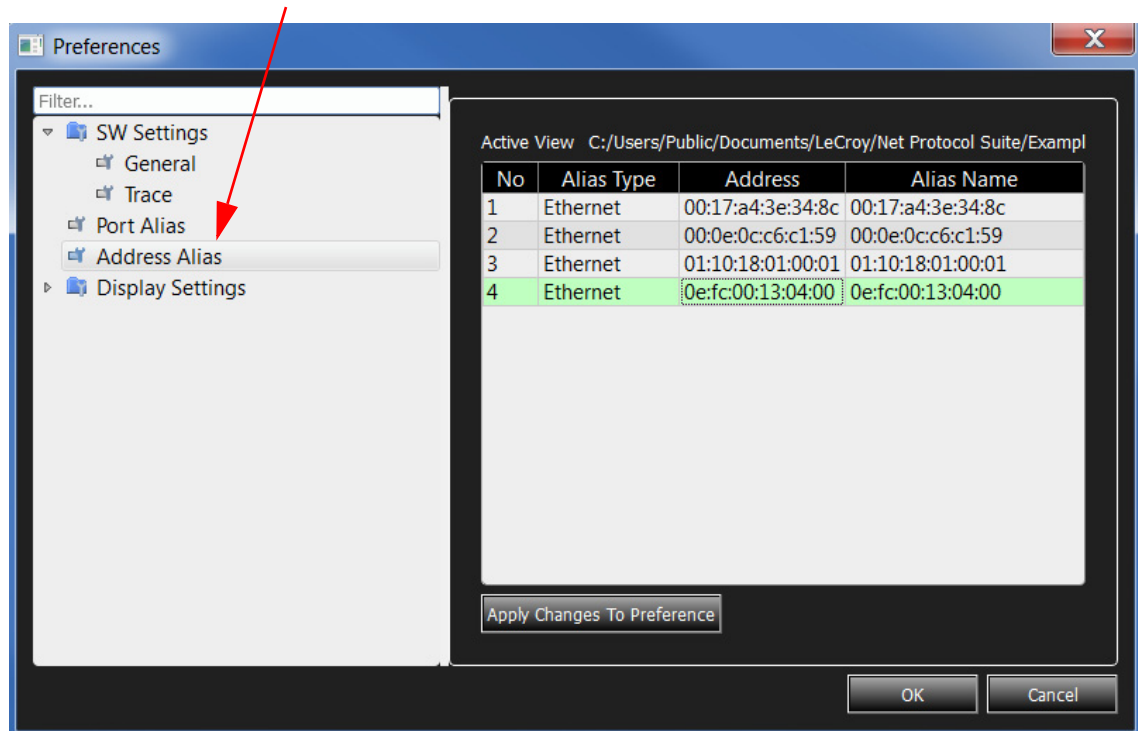 Preferences
Filter...
SW Settings
General
Trace
Port Alias
Address Alias
Display Settings
Active View C:/Users/Public/Documents/LeCroy/Net Protocol Suite/Exampl
No Alias Type Address Alias Name
1 Ethernet 00:17:a4:3e:34:8c 00:17:a4:3e:34:8c
2 Ethernet 00:0e:0c:c6:c1:59 00:0e:0c:c6:c1:59
3 Ethernet 01:10:18:01:00:01 01:10:18:01:00:01
4 Ethernet 0e:fc:00:13:04:00 0e:fc:00:13:04:00
Apply Changes To Preference
OK Cancel